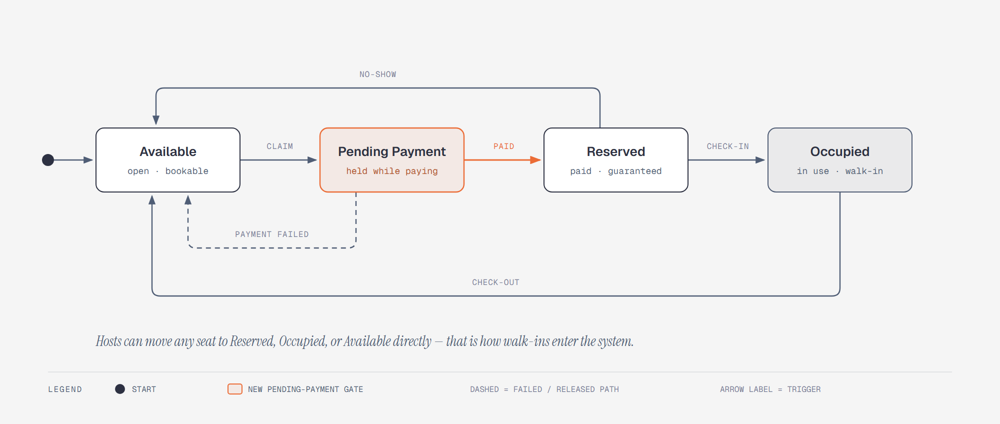 NO-SHOW
Available
open · bookable
CLAIM
Pending Payment
held while paying
PAID
Reserved
paid · guaranteed
CHECK-IN
Occupied
in use · walk-in
PAYMENT FAILED
CHECK-OUT
Hosts can move any seat to Reserved, Occupied, or Available directly — that is how walk-ins enter the system.
LEGEND
START
NEW PENDING-PAYMENT GATE
DASHED = FAILED / RELEASED PATH
ARROW LABEL = TRIGGER